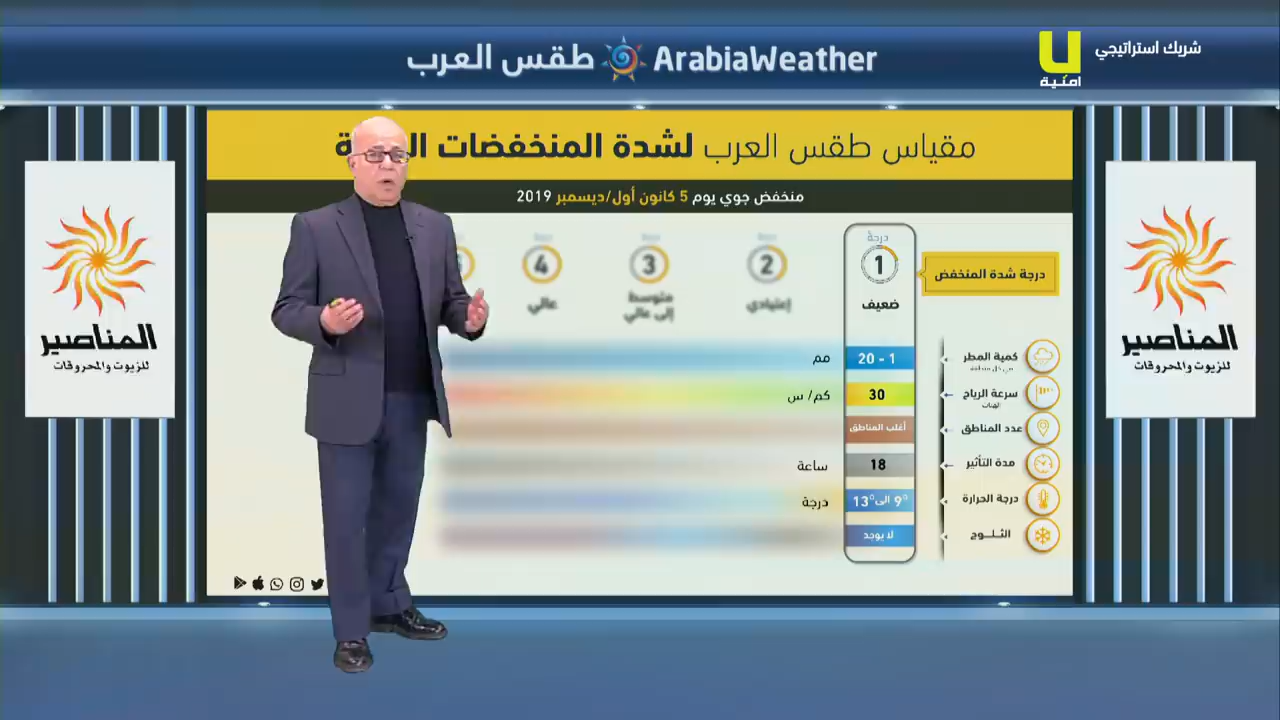 شريك استراتيجي
امنية
طقس العرب ArabiaWeather
مقياس طقس العرب لشدة المنخفضات
منخفض جوي يوم 5 كانون أول/ديسمبر 2019
درجة شدة المنخفض
درجة
1
ضعيف
2
إعتيادي
3
متوسط
إلى عالي
4
عالي
كمية المطر
1 - 20 مم
سرعة الرياح
الهبات
30 كم/ س
عدد المناطق
أغلب المناطق
مدة التأثير
18 ساعة
درجة الحرارة
9° الى 13° درجة
الثلـــوج
لا يوجد
المناصير
للزيوت والمحروقات
المناصير
للزيوت والمحروقات